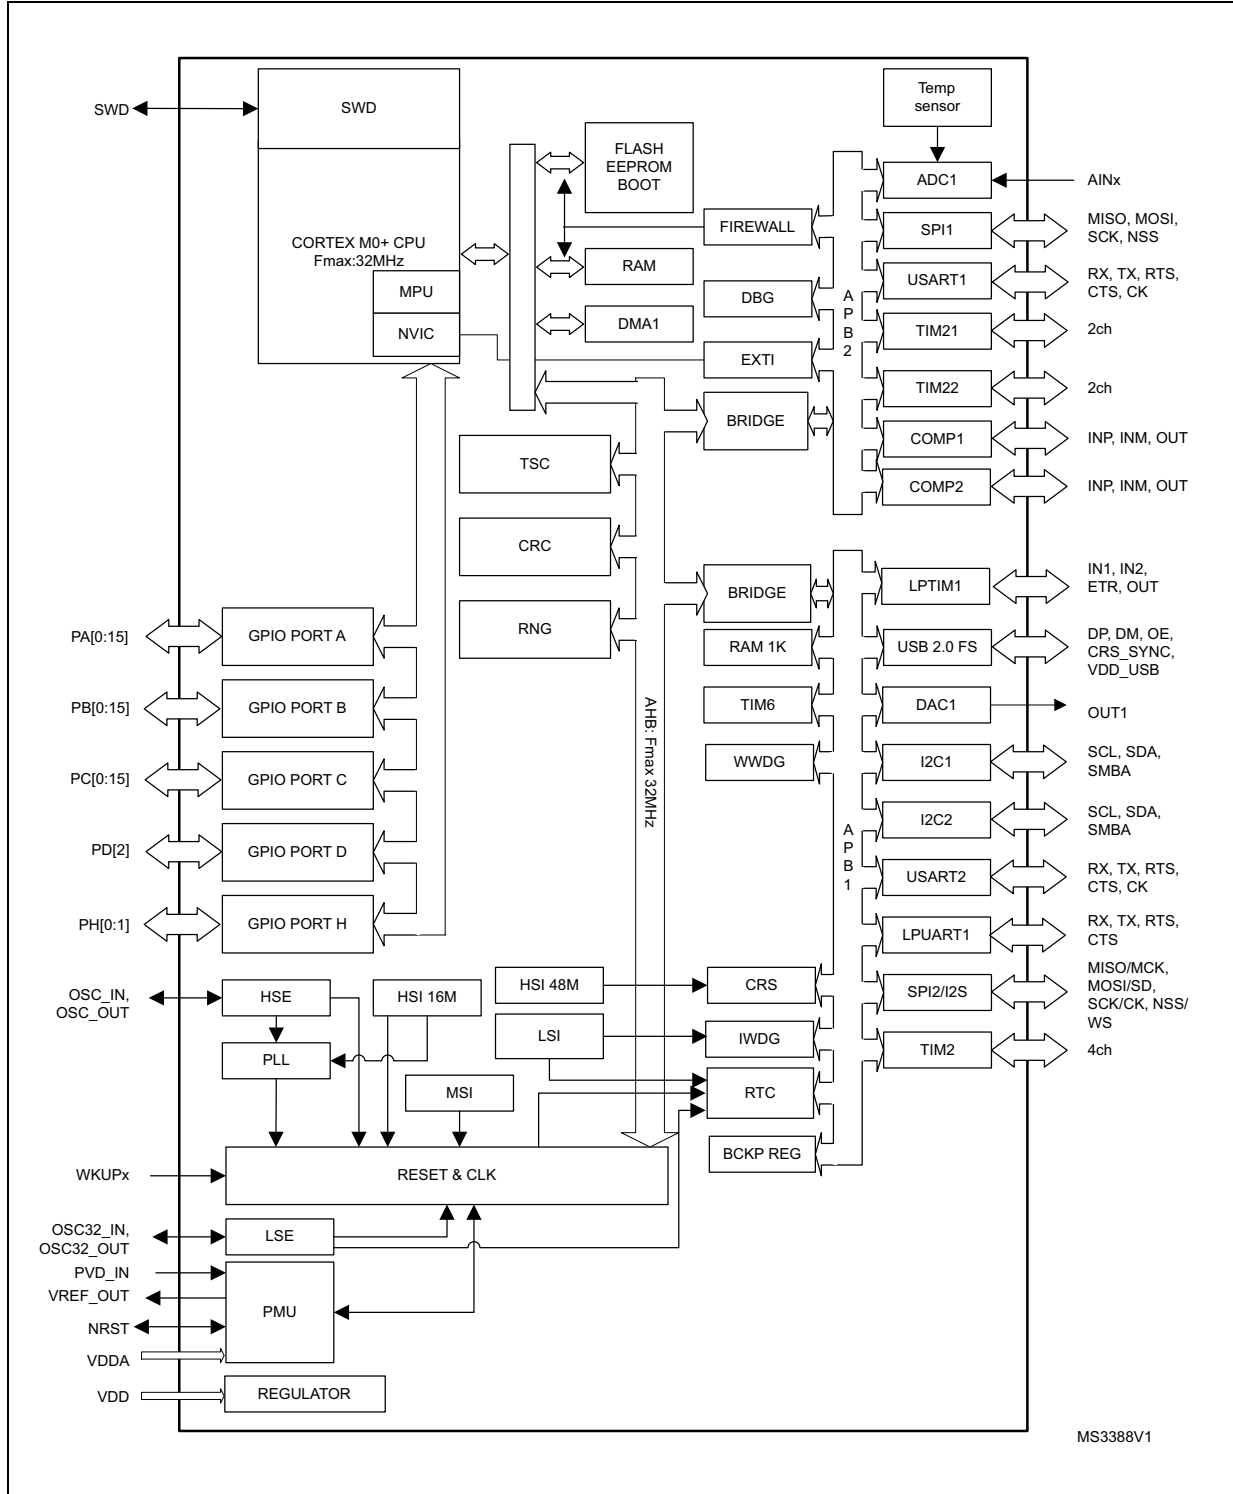 Temp
sensor
SWD
SWD
FLASH
EEPROM
BOOT
ADC1
AINx
FIREWALL
SPI1
MISO, MOSI,
SCK, NSS
CORTEX M0+ CPU
Fmax:32MHz
RAM
MPU
DBG
APB2
USART1
RX, TX, RTS,
CTS, CK
NVIC
DMA1
TIM21
2ch
EXTI
TIM22
2ch
BRIDGE
COMP1
INP, INM, OUT
TSC
COMP2
INP, INM, OUT
CRC
BRIDGE
LPTIM1
IN1, IN2,
ETR, OUT
PA[0:15]
GPIO PORT A
RNG
RAM 1K
USB 2.0 FS
DP, DM, OE,
CRS_SYNC,
VDD_USB
PB[0:15]
GPIO PORT B
AHB: Fmax 32MHz
TIM6
DAC1
OUT1
PC[0:15]
GPIO PORT C
WWDG
I2C1
SCL, SDA,
SMBA
PD[2]
GPIO PORT D
APB1
I2C2
SCL, SDA,
SMBA
USART2
RX, TX, RTS,
CTS, CK
PH[0:1]
GPIO PORT H
LPUART1
RX, TX, RTS,
CTS
OSC_IN,
OSC_OUT
HSE
HSI 16M
HSI 48M
CRS
SPI2/I2S
MISO/MCK,
MOSI/SD,
SCK/CK, NSS/
WS
LSI
IWDG
PLL
TIM2
4ch
MSI
RTC
BCKP REG
WKUPx
RESET & CLK
OSC32_IN,
OSC32_OUT
LSE
PVD_IN
VREF_OUT
PMU
NRST
VDDA
VDD
REGULATOR
MS3388V1